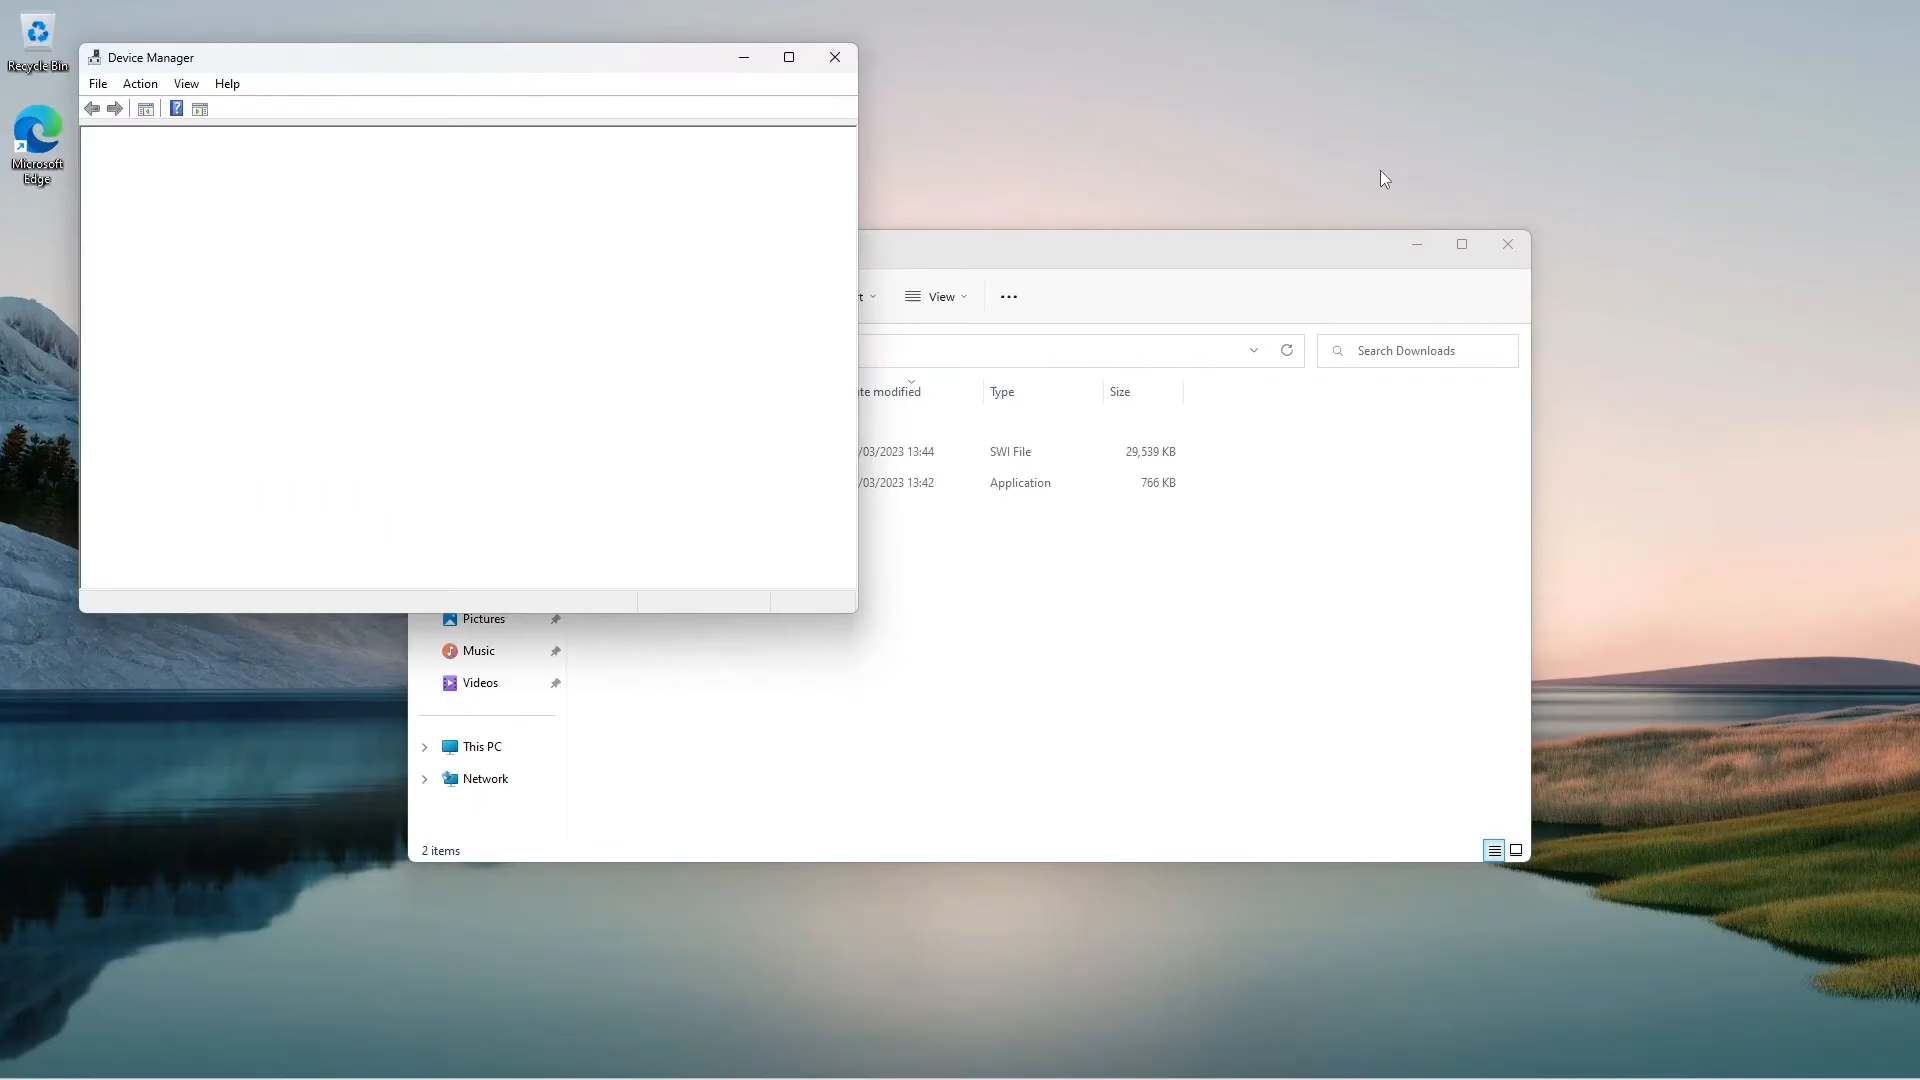 Recycle Bin
Microsoft
Edge
Device Manager
File Action View Help
View
Search Downloads
Type Size
modified
/03/2023 13:44 SWI File 29,539 KB
/03/2023 13:42 Application 766 KB
Pictures
Music
Videos
This PC
Network
2 items